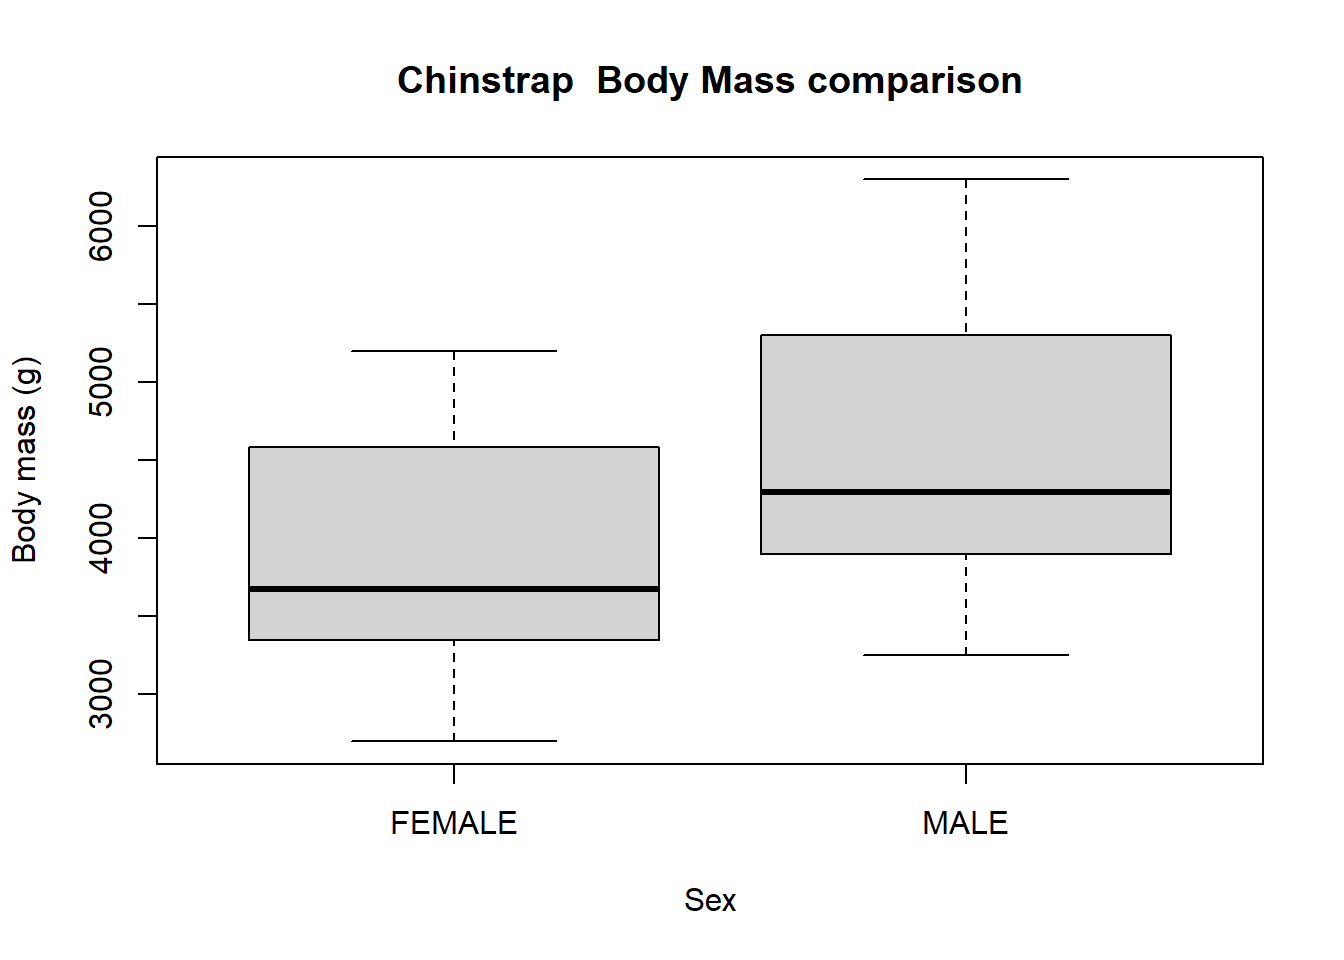 Chinstrap  Body Mass comparison
Body mass (g)
6000
5000
4000
3000
FEMALE
MALE
Sex